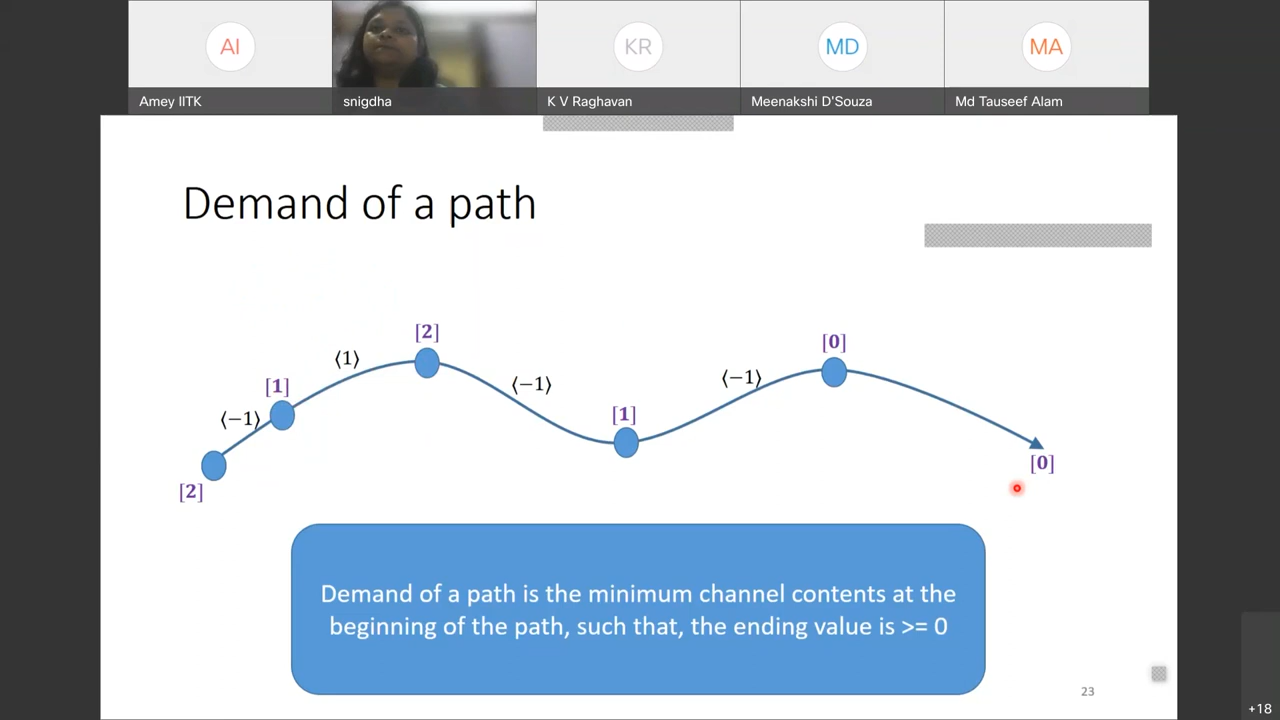 AI
KR
MD
MA
Amey IITK
snigdha
K V Raghavan
Meenakshi D'Souza
Md Tauseef Alam
Demand of a path
[2]
[0]
⟨1⟩
[1]
⟨−1⟩
⟨−1⟩
⟨−1⟩
[1]
[2]
[0]
Demand of a path is the minimum channel contents at the
beginning of the path, such that, the ending value is >= 0
23
+18